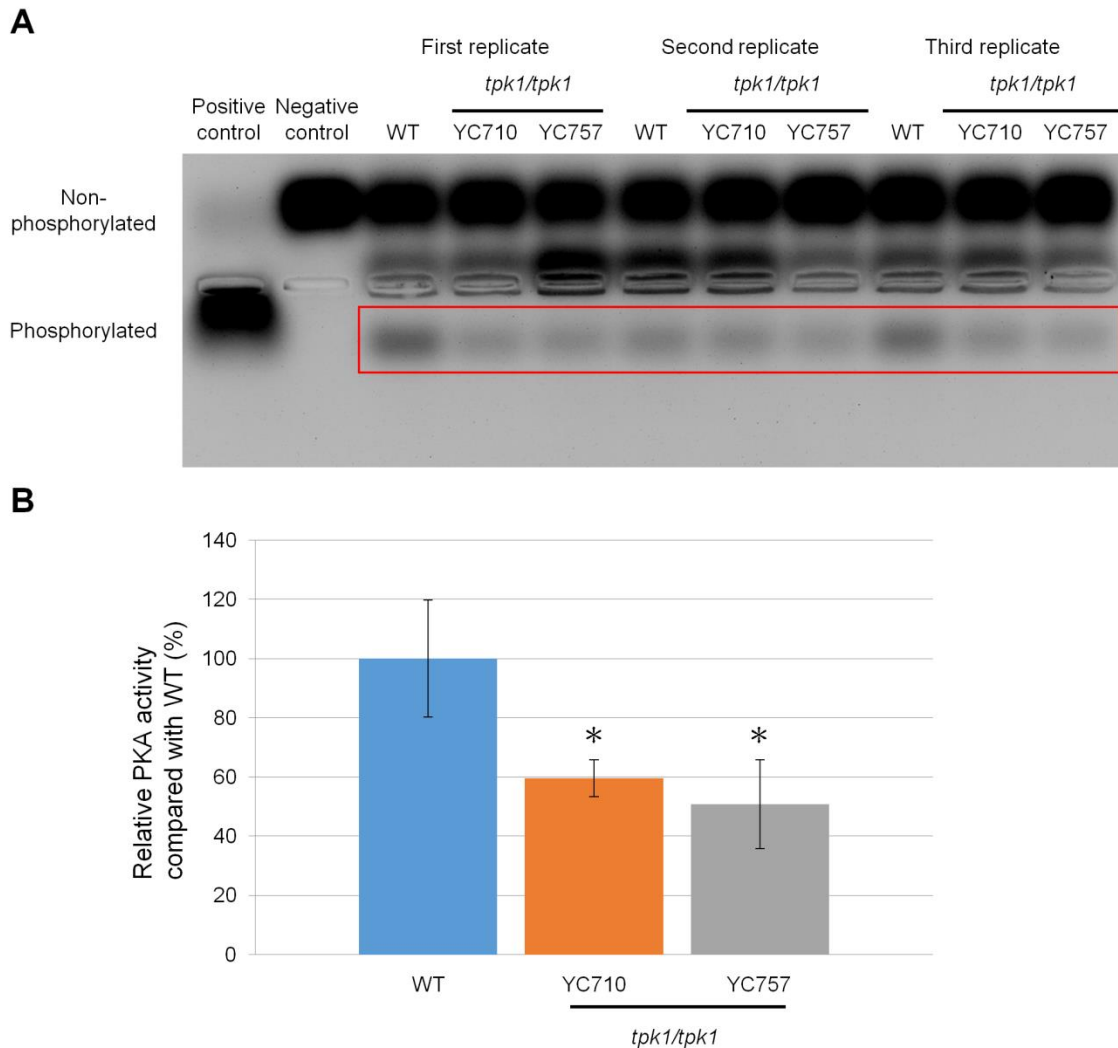 A
First replicate Second replicate Third replicate
tpk1/tpk1 tpk1/tpk1 tpk1/tpk1
Positive control Negative control WT YC710 YC757 WT YC710 YC757 WT YC710 YC757
Non-
phosphorylated
Phosphorylated
B
Relative PKA activity
compared with WT (%)
140
120
100
80
60
40
20
0
* *
WT YC710 YC757
tpk1/tpk1